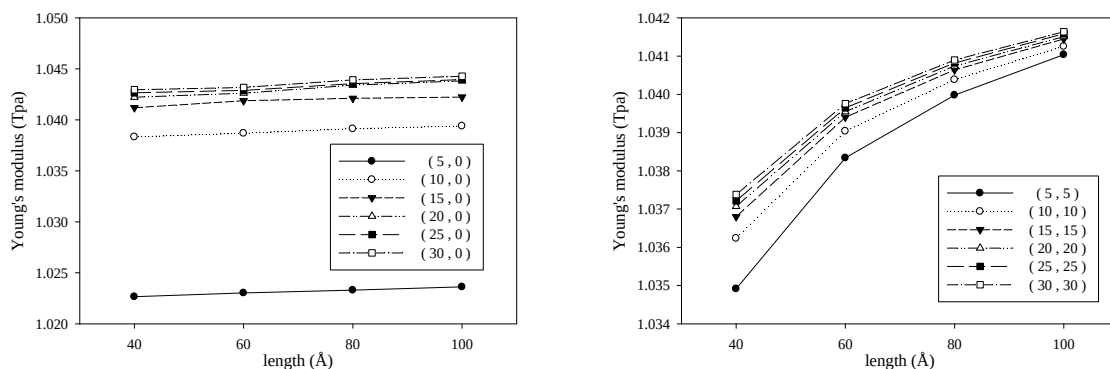 Young's modulus (Tpa)
1.050
1.045
1.040
1.035
1.030
1.025
1.020
40 60 80 100
length (Å)
( 5 , 0 )
( 10 , 0 )
( 15 , 0 )
( 20 , 0 )
( 25 , 0 )
( 30 , 0 )
Young's modulus (Tpa)
1.042
1.041
1.040
1.039
1.038
1.037
1.036
1.035
1.034
40 60 80 100
length (Å)
( 5 , 5 )
( 10 , 10 )
( 15 , 15 )
( 20 , 20 )
( 25 , 25 )
( 30 , 30 )